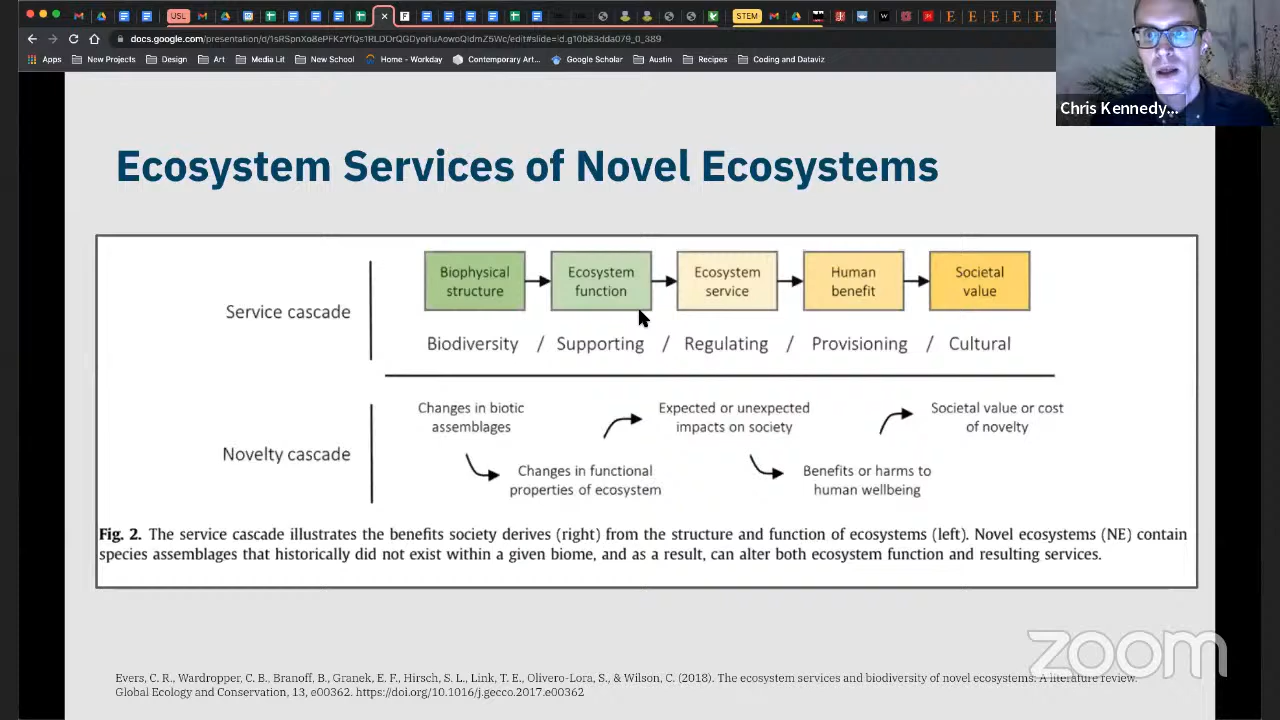 USL
STEM
docs.google.com/presentation/d/1sRSpnXo8ePFKzYfQs1RLDOrQGDyoi1uAowoQidmZ5Wc/edit#slide=id.g10b83dda079_0_389
Apps New Projects Design Art Media Lit New School Home - Workday Contemporary Art... Google Scholar Austin Recipes Coding and Dataviz
Chris Kennedy...
Ecosystem Services of Novel Ecosystems
Service cascade
Biophysical structure
Ecosystem function
Ecosystem service
Human benefit
Societal value
Biodiversity / Supporting / Regulating / Provisioning / Cultural
Novelty cascade
Changes in biotic assemblages
Changes in functional properties of ecosystem
Expected or unexpected impacts on society
Benefits or harms to human wellbeing
Societal value or cost of novelty
Fig. 2. The service cascade illustrates the benefits society derives (right) from the structure and function of ecosystems (left). Novel ecosystems (NE) contain
species assemblages that historically did not exist within a given biome, and as a result, can alter both ecosystem function and resulting services.
zoom
Evers, C. R., Wardropper, C. B., Branoff, B., Granek, E. F., Hirsch, S. L., Link, T. E., Olivero-Lora, S., & Wilson, C. (2018). The ecosystem services and biodiversity of novel ecosystems: A literature review.
Global Ecology and Conservation, 13, e00362. https://doi.org/10.1016/j.gecco.2017.e00362